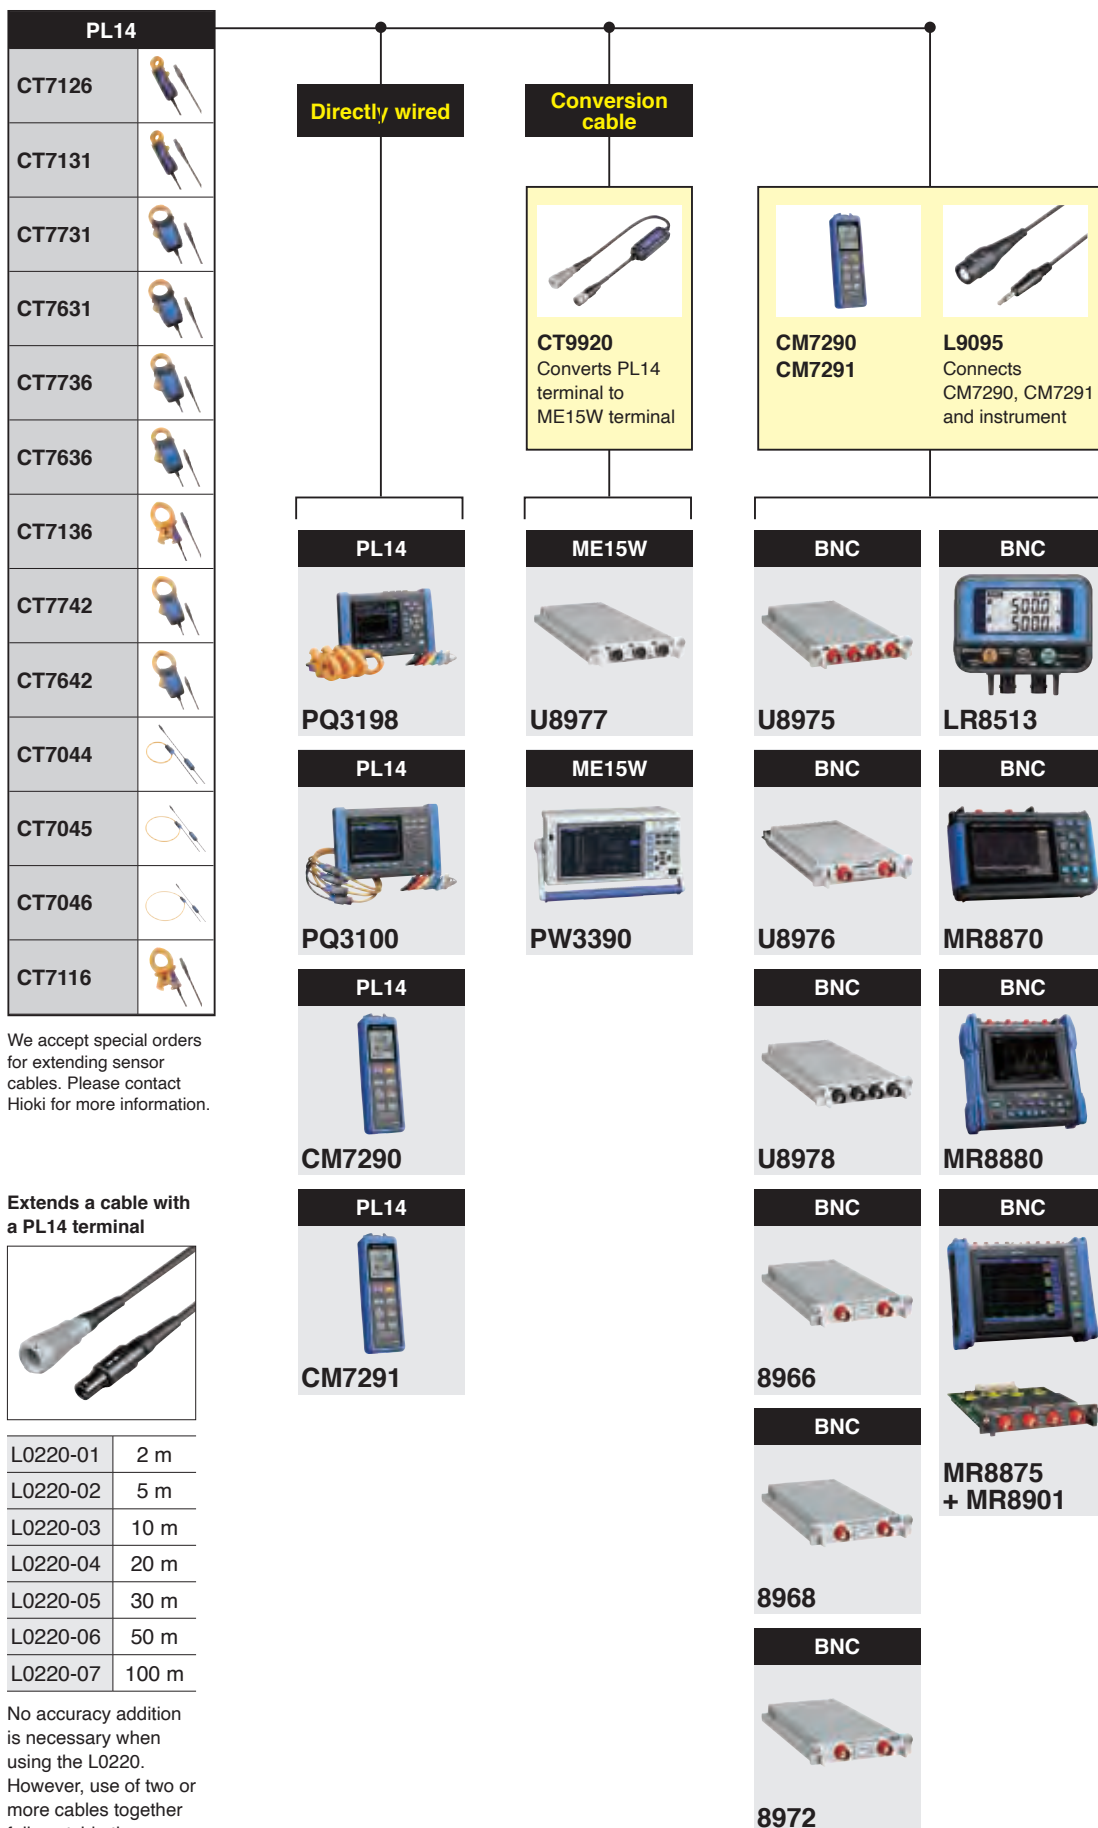 PL14
CT7126
CT7131
CT7731
CT7631
CT7736
CT7636
CT7136
CT7742
CT7642
CT7044
CT7045
CT7046
CT7116
We accept special orders
for extending sensor
cables. Please contact
Hioki for more information.
Extends a cable with
a PL14 terminal
L0220-01 2 m
L0220-02 5 m
L0220-03 10 m
L0220-04 20 m
L0220-05 30 m
L0220-06 50 m
L0220-07 100 m
No accuracy addition
is necessary when
using the L0220.
However, use of two or
more cables together
Directly wired
PL14
PQ3198
PL14
PQ3100
PL14
CM7290
PL14
CM7291
Conversion
cable
CT9920
Converts PL14
terminal to
ME15W terminal
ME15W
U8977
ME15W
PW3390
CM7290
CM7291
L9095
Connects
CM7290, CM7291
and instrument
BNC
U8975
BNC
U8976
BNC
U8978
BNC
8966
BNC
8968
BNC
8972
BNC
500.0
500.0
LR8513
BNC
MR8870
BNC
MR8880
BNC
MR8875
+ MR8901